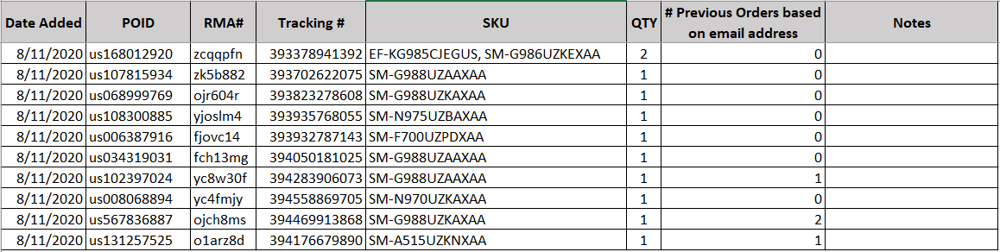 Date Added POID RMA# Tracking # SKU QTY # Previous Orders based on email address Notes
8/11/2020 us168012920 zcqqpfn 393378941392 EF-KG985CJEGUS, SM-G986UZKEXAA 2 0
8/11/2020 us107815934 zk5b882 393702622075 SM-G988UZAAXAA 1 0
8/11/2020 us068999769 ojr604r 393823278608 SM-G988UZKAXAA 1 0
8/11/2020 us108300885 yjoslm4 393935768055 SM-N975UZBAXAA 1 0
8/11/2020 us006387916 fjovc14 393932787143 SM-F700UZPDXAA 1 0
8/11/2020 us034319031 fch13mg 394050181025 SM-G988UZAAXAA 1 0
8/11/2020 us102397024 yc8w30f 394283906073 SM-G988UZAAXAA 1 1
8/11/2020 us008068894 yc4fmjy 394558869705 SM-N970UZKAXAA 1 0
8/11/2020 us567836887 ojch8ms 394469913868 SM-G988UZKAXAA 1 2
8/11/2020 us131257525 o1arz8d 394176679890 SM-A515UZKNXAA 1 1